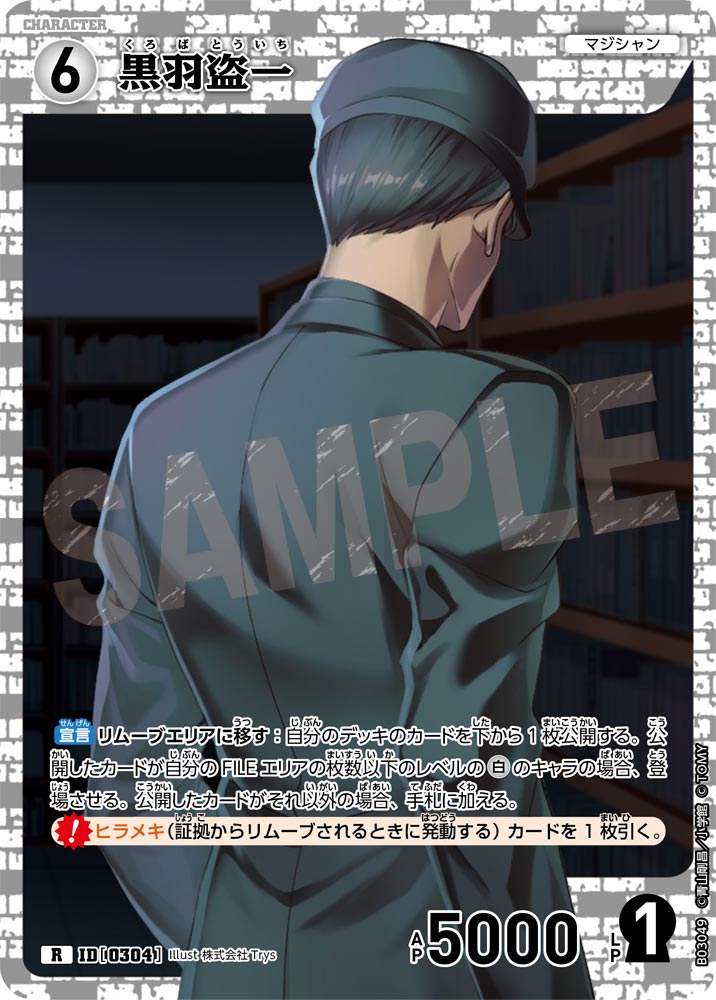 CHARACTER
6
くろばとういち
黒羽盗一
マジシャン
SAMPLE
宣言 リムーブエリアに移す：自分のデッキのカードを下から1枚公開する。公
開したカードが自分のFILEエリアの枚数以下のレベルの白のキャラの場合、登
場させる。公開したカードがそれ以外の場合、手札に加える。
ヒラメキ(証拠からリムーブされるときに発動する) カードを1枚引く。
AP 5000 LP 1
R ID[0304] Illust 株式会社Trys
B03049 ©青山剛昌／小学館 ©TOMY